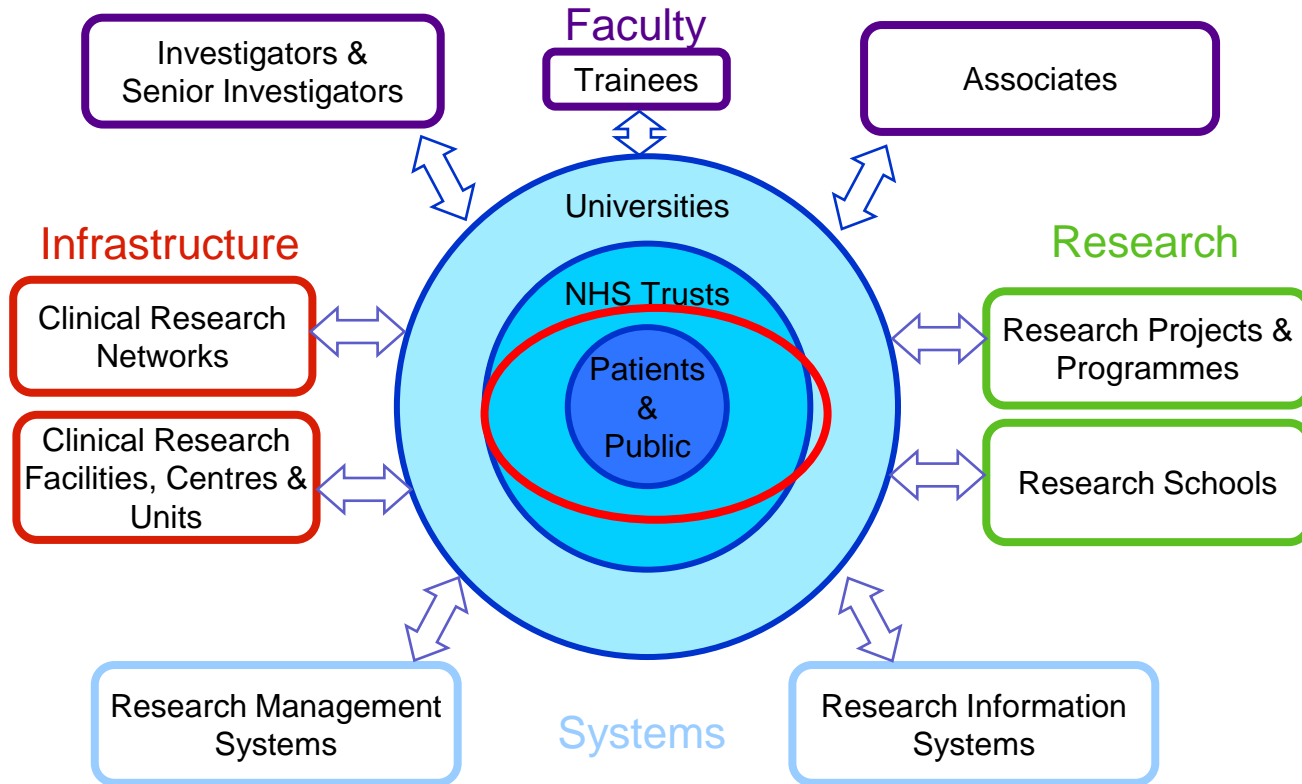 Faculty
Investigators &
Senior Investigators
Trainees
Associates
Universities
Infrastructure
Research
NHS Trusts
Clinical Research
Networks
Research Projects &
Programmes
Patients
&
Public
Clinical Research
Facilities, Centres &
Units
Research Schools
Research Management
Systems
Systems
Research Information
Systems